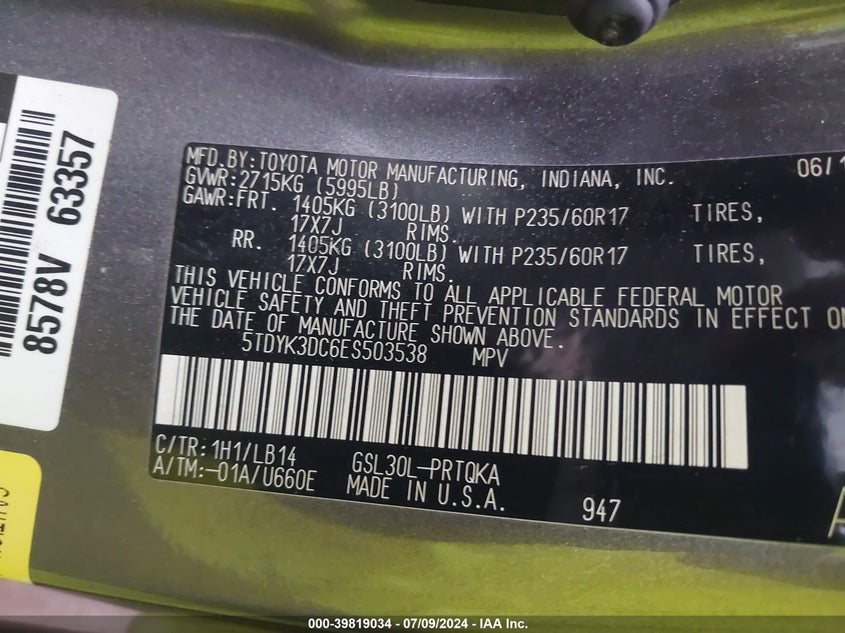 MFD.BY:TOYOTA MOTOR MANUFACTURING, INDIANA, INC. 06/1
GVWR:2715KG (5995LB)
GAWR:FRT. 1405KG (3100LB) WITH P235/60R17 TIRES,
17X7J RIMS.
RR. 1405KG (3100LB) WITH P235/60R17 TIRES,
17X7J RIMS.
THIS VEHICLE CONFORMS TO ALL APPLICABLE FEDERAL MOTOR
VEHICLE SAFETY AND THEFT PREVENTION STANDARDS IN EFFECT ON
THE DATE OF MANUFACTURE SHOWN ABOVE.
5TDYK3DC6ES503538 MPV
C/TR:1H1/LB14 GSL30L-PRTQKA
A/TM:-01A/U660E MADE IN U.S.A.
947
8578V 63357
000-39819034 / 07/09/2024 - IAA Inc.